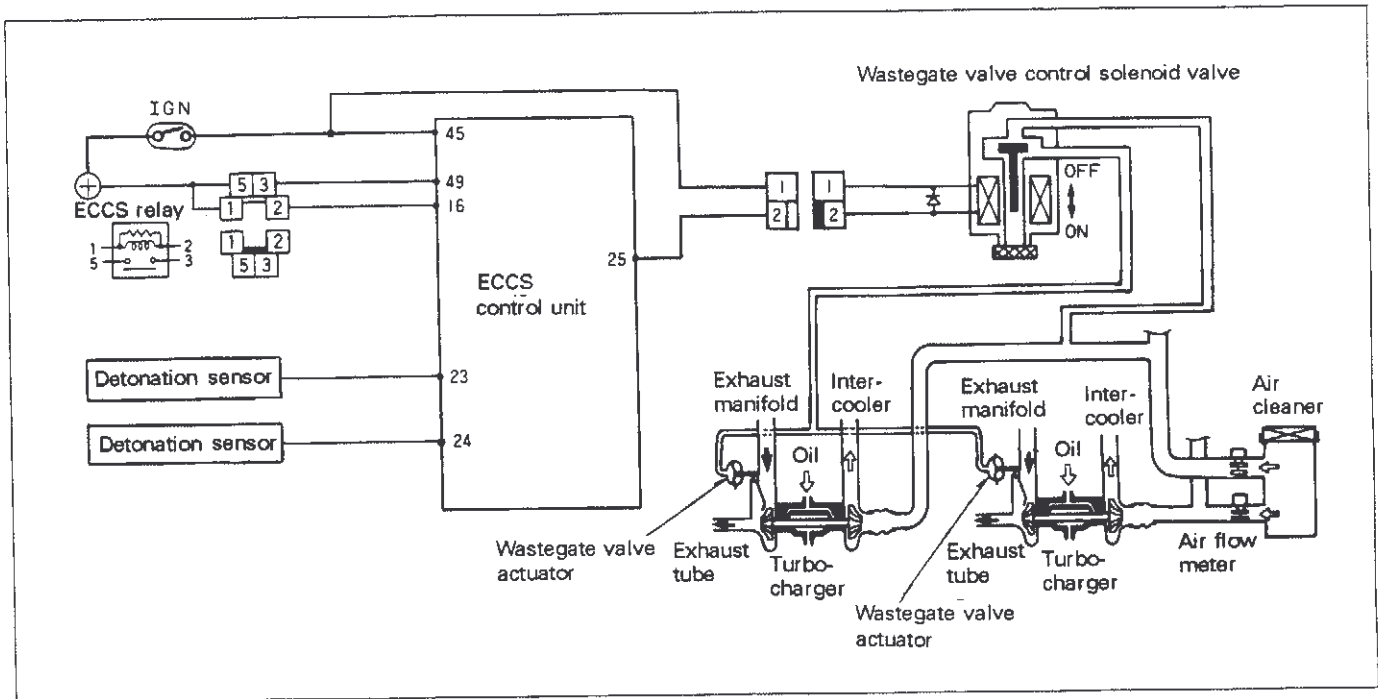 Wastegate valve control solenoid valve
IGN
45
5 3
49
ECCS relay
1 2
16
1 2
5 3
1 2
5 3
1 1
2 2
OFF
ON
25
ECCS
control unit
Detonation sensor
23
Detonation sensor
24
Exhaust
manifold
Inter-
cooler
Oil
Exhaust
manifold
Inter-
cooler
Oil
Air
cleaner
Wastegate valve
actuator
Exhaust
tube
Turbo-
charger
Exhaust
tube
Turbo-
charger
Air flow
meter
Wastegate valve
actuator